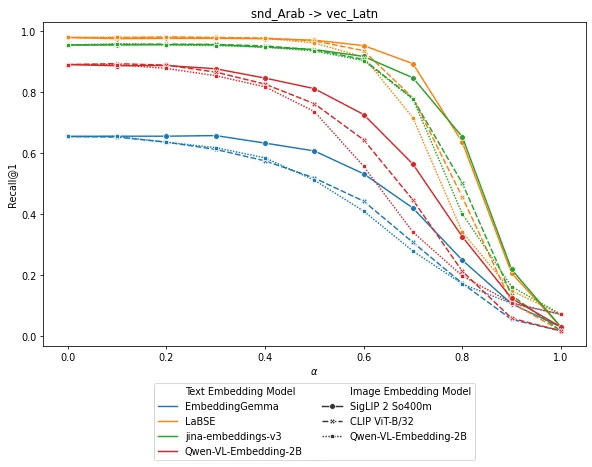 snd_Arab -> vec_Latn
Recall@1
1.0
0.8
0.6
0.4
0.2
0.0
0.0 0.2 0.4 0.6 0.8 1.0
α
Text Embedding Model
EmbeddingGemma
LaBSE
jina-embeddings-v3
Qwen-VL-Embedding-2B
Image Embedding Model
SigLIP 2 So400m
CLIP ViT-B/32
Qwen-VL-Embedding-2B